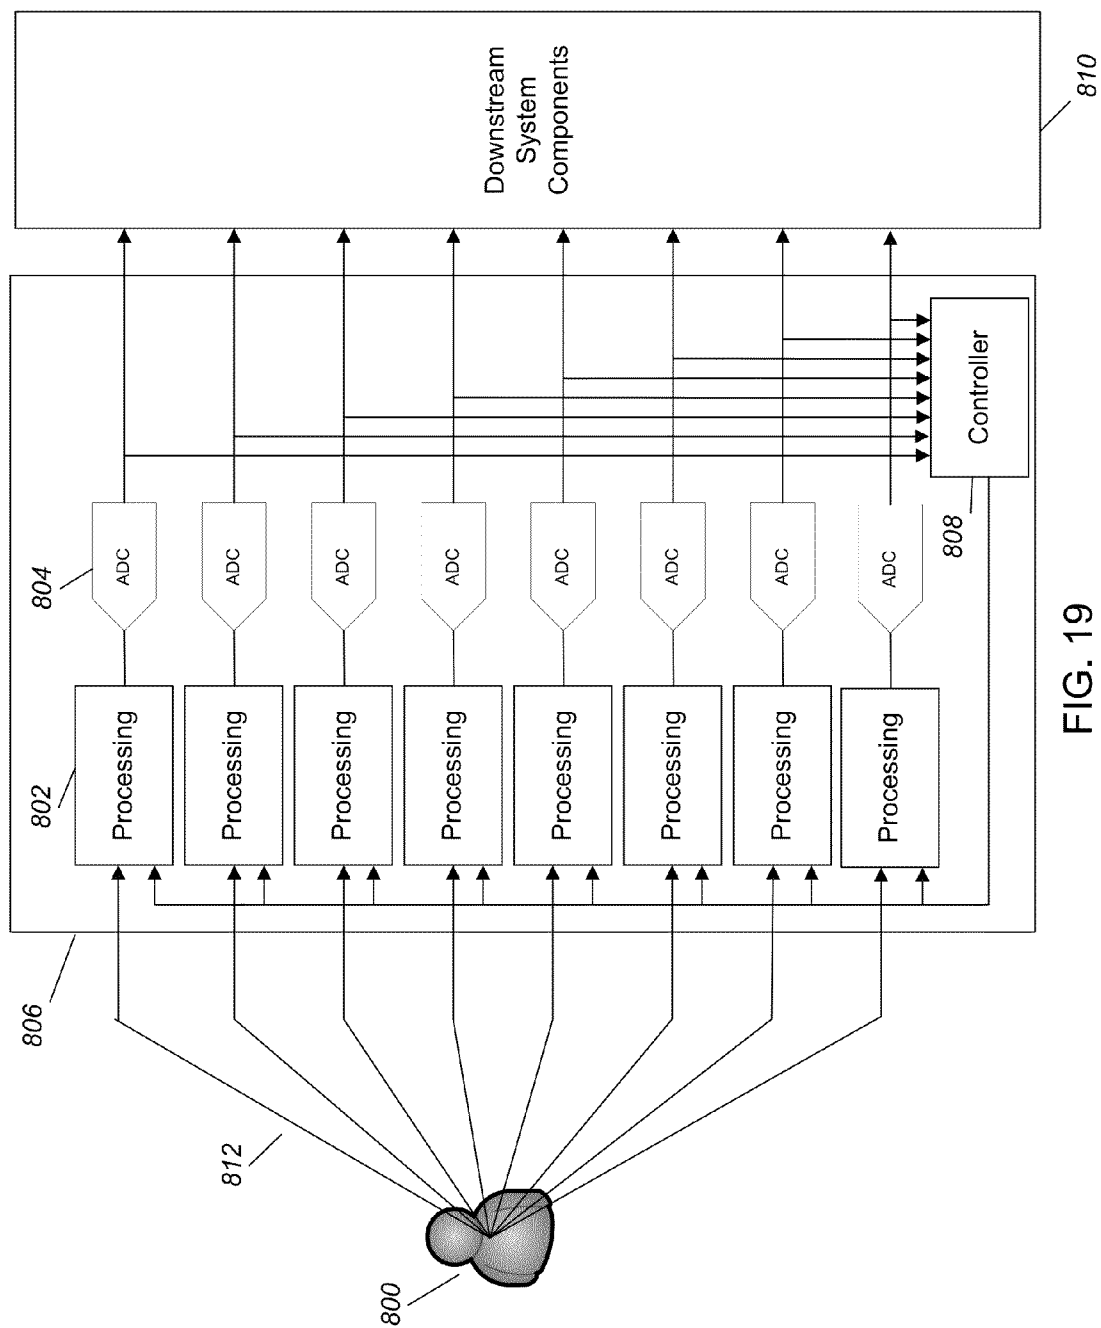 800
812
806
802
Processing
Processing
Processing
Processing
Processing
Processing
Processing
Processing
804
ADC
ADC
ADC
ADC
ADC
ADC
ADC
ADC
808
Controller
Downstream
System
Components
810
FIG. 19